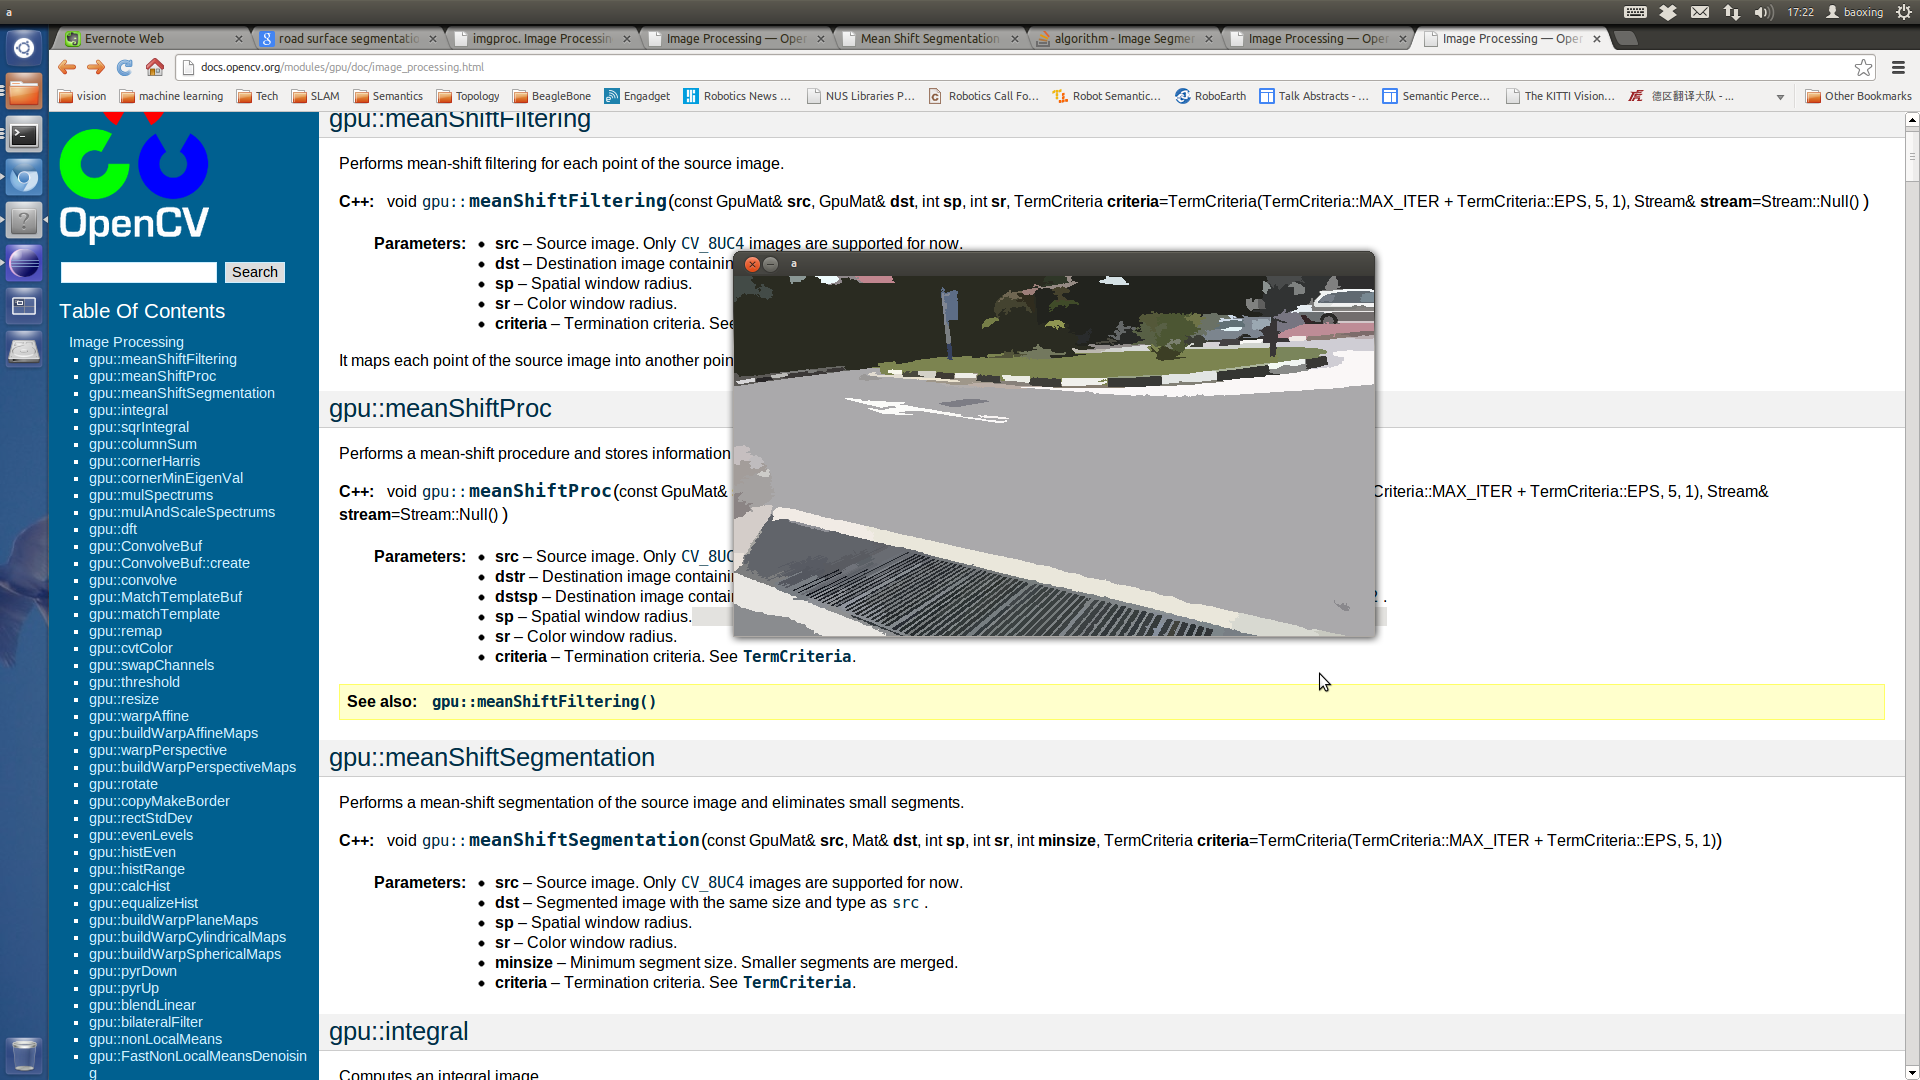 a
17:22
baoxing
Evernote Web
road surface segmentatio
imgproc. Image Processin
Image Processing — Ope
Mean Shift Segmentation
algorithm - Image Segmer
Image Processing — Ope
Image Processing — Ope
docs.opencv.org/modules/gpu/doc/image_processing.html
vision
machine learning
Tech
SLAM
Semantics
Topology
BeagleBone
Engadget
Robotics News ...
NUS Libraries P...
Robotics Call Fo...
Robot Semantic...
RoboEarth
Talk Abstracts - ...
Semantic Perce...
The KITTI Vision...
德区翻译大队 - ...
Other Bookmarks
OpenCV
Search
Table Of Contents
Image Processing
gpu::meanShiftFiltering
gpu::meanShiftProc
gpu::meanShiftSegmentation
gpu::integral
gpu::sqrIntegral
gpu::columnSum
gpu::cornerHarris
gpu::cornerMinEigenVal
gpu::mulSpectrums
gpu::mulAndScaleSpectrums
gpu::dft
gpu::ConvolveBuf
gpu::ConvolveBuf::create
gpu::convolve
gpu::MatchTemplateBuf
gpu::matchTemplate
gpu::remap
gpu::cvtColor
gpu::swapChannels
gpu::threshold
gpu::resize
gpu::warpAffine
gpu::buildWarpAffineMaps
gpu::warpPerspective
gpu::buildWarpPerspectiveMaps
gpu::rotate
gpu::copyMakeBorder
gpu::rectStdDev
gpu::evenLevels
gpu::histEven
gpu::histRange
gpu::calcHist
gpu::equalizeHist
gpu::buildWarpPlaneMaps
gpu::buildWarpCylindricalMaps
gpu::buildWarpSphericalMaps
gpu::pyrDown
gpu::pyrUp
gpu::blendLinear
gpu::bilateralFilter
gpu::nonLocalMeans
gpu::FastNonLocalMeansDenoisin
g
gpu::meanShiftFiltering
Performs mean-shift filtering for each point of the source image.
C++: void gpu::meanShiftFiltering(const GpuMat& src, GpuMat& dst, int sp, int sr, TermCriteria criteria=TermCriteria(TermCriteria::MAX_ITER + TermCriteria::EPS, 5, 1), Stream& stream=Stream::Null() )
Parameters: • src – Source image. Only CV_8UC4 images are supported for now.
• dst – Destination image containin
• sp – Spatial window radius.
• sr – Color window radius.
• criteria – Termination criteria. See
It maps each point of the source image into another poin
a
gpu::meanShiftProc
Performs a mean-shift procedure and stores information
C++: void gpu::meanShiftProc(const GpuMat& Criteria::MAX_ITER + TermCriteria::EPS, 5, 1), Stream&
stream=Stream::Null() )
Parameters: • src – Source image. Only CV_8UC
• dstr – Destination image containin
• dstsp – Destination image contai 2 .
• sp – Spatial window radius.
• sr – Color window radius.
• criteria – Termination criteria. See TermCriteria.
See also: gpu::meanShiftFiltering()
gpu::meanShiftSegmentation
Performs a mean-shift segmentation of the source image and eliminates small segments.
C++: void gpu::meanShiftSegmentation(const GpuMat& src, Mat& dst, int sp, int sr, int minsize, TermCriteria criteria=TermCriteria(TermCriteria::MAX_ITER + TermCriteria::EPS, 5, 1))
Parameters: • src – Source image. Only CV_8UC4 images are supported for now.
• dst – Segmented image with the same size and type as src .
• sp – Spatial window radius.
• sr – Color window radius.
• minsize – Minimum segment size. Smaller segments are merged.
• criteria – Termination criteria. See TermCriteria.
gpu::integral
Computes an integral image.